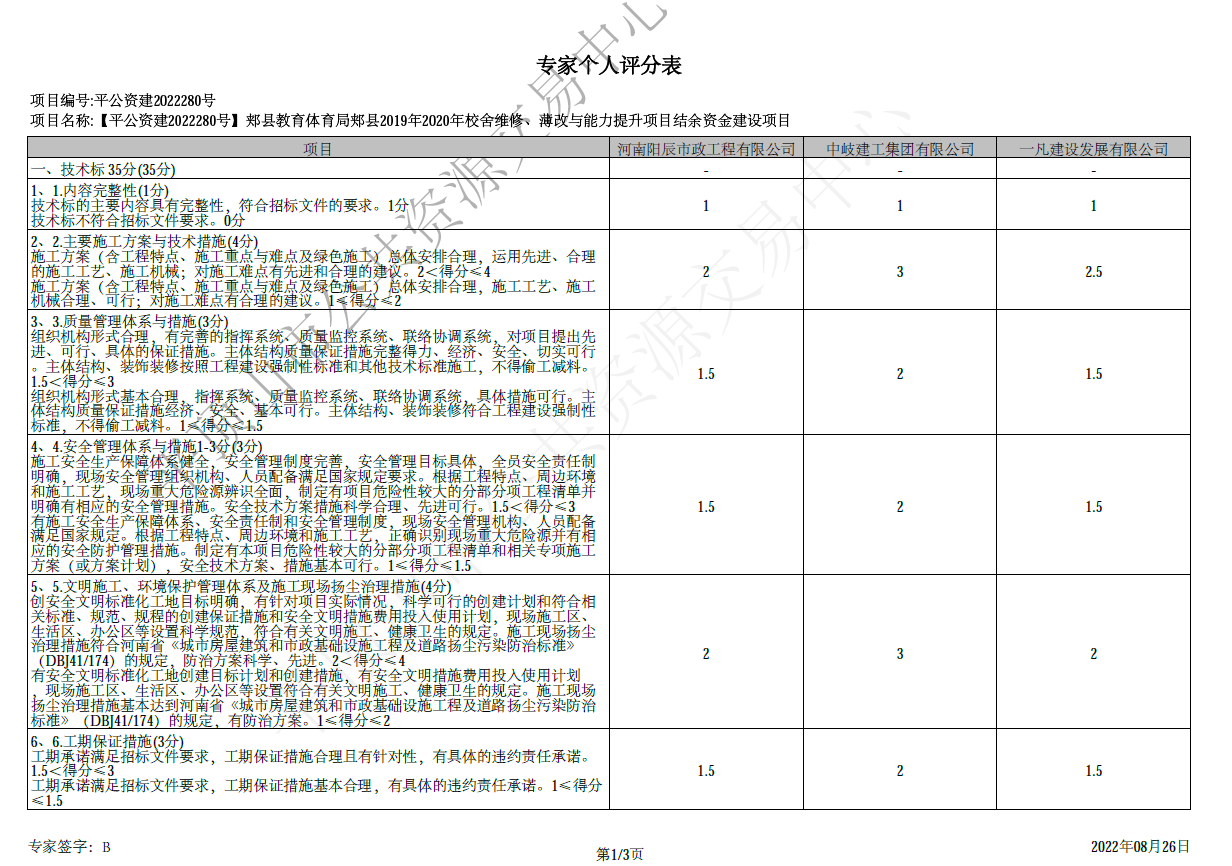 专家个人评分表
项目编号:平公资建2022280号
项目名称:【平公资建2022280号】郏县教育体育局郏县2019年2020年校舍维修、薄改与能力提升项目结余资金建设项目
项目 河南阳辰市政工程有限公司 中岐建工集团有限公司 一凡建设发展有限公司
一、技术标 35分(35分) - - -
1、1.内容完整性(1分)
技术标的主要内容具有完整性，符合招标文件的要求。1分
技术标不符合招标文件要求。0分
1 1 1
2、2.主要施工方案与技术措施(4分)
施工方案（含工程特点、施工重点与难点及绿色施工）总体安排合理，运用先进、合理
的施工工艺、施工机械；对施工难点有先进和合理的建议。2＜得分≤4
施工方案（含工程特点、施工重点与难点及绿色施工）总体安排合理，施工工艺、施工
机械合理、可行；对施工难点有合理的建议。1≤得分≤2
2 3 2.5
3、3.质量管理体系与措施(3分)
组织机构形式合理，有完善的指挥系统、质量监控系统、联络协调系统，对项目提出先
进、可行、具体的保证措施。主体结构质量保证措施完整得力、经济、安全、切实可行
。主体结构、装饰装修按照工程建设强制性标准和其他技术标准施工，不得偷工减料。
1.5<得分≤3
组织机构形式基本合理，指挥系统、质量监控系统、联络协调系统，具体措施可行。主
体结构质量保证措施经济、安全、基本可行。主体结构、装饰装修符合工程建设强制性
标准，不得偷工减料。1≤得分≤1.5
1.5 2 1.5
4、4.安全管理体系与措施1-3分(3分)
施工安全生产保障体系健全，安全管理制度完善，安全管理目标具体，全员安全责任制
明确，现场安全管理组织机构、人员配备满足国家规定要求。根据工程特点、周边环境
和施工工艺，现场重大危险源辨识全面，制定有项目危险性较大的分部分项工程清单并
明确有相应的安全管理措施。安全技术方案措施科学合理、先进可行。1.5<得分≤3
有施工安全生产保障体系、安全责任制和安全管理制度，现场安全管理机构、人员配备
满足国家规定。根据工程特点、周边环境和施工工艺，正确识别现场重大危险源并有相
应的安全防护管理措施。制定有本项目危险性较大的分部分项工程清单和相关专项施工
方案（或方案计划），安全技术方案、措施基本可行。1≤得分≤1.5
1.5 2 1.5
5、5.文明施工、环境保护管理体系及施工现场扬尘治理措施(4分)
创安全文明标准化工地目标明确，有针对项目实际情况，科学可行的创建计划和符合相
关标准、规范、规程的创建保证措施和安全文明措施费用投入使用计划，现场施工区、
生活区、办公区等设置科学规范，符合有关文明施工、健康卫生的规定。施工现场扬尘
治理措施符合河南省《城市房屋建筑和市政基础设施工程及道路扬尘污染防治标准》
（DBJ41/174）的规定，防治方案科学、先进。2<得分≤4
有安全文明标准化工地创建目标计划和创建措施，有安全文明措施费用投入使用计划
，现场施工区、生活区、办公区等设置符合有关文明施工、健康卫生的规定。施工现场
扬尘治理措施基本达到河南省《城市房屋建筑和市政基础设施工程及道路扬尘污染防治
标准》（DBJ41/174）的规定，有防治方案。1≤得分≤2
2 3 2
6、6.工期保证措施(3分)
工期承诺满足招标文件要求，工期保证措施合理且有针对性，有具体的违约责任承诺。
1.5<得分≤3
工期承诺满足招标文件要求，工期保证措施基本合理，有具体的违约责任承诺。1≤得分
≤1.5
1.5 2 1.5
专家签字：B
第1/3页
2022年08月26日
平顶山市公共资源交易中心
共资源交易中心